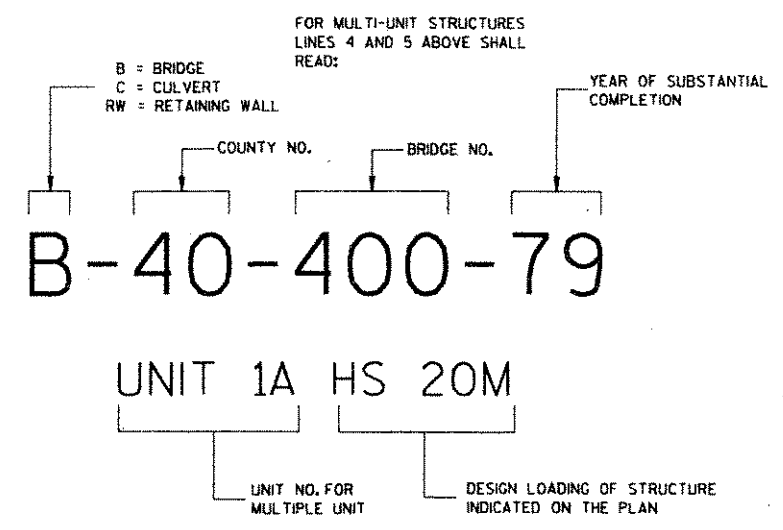 FOR MULTI-UNIT STRUCTURES
LINES 4 AND 5 ABOVE SHALL
READ:
B = BRIDGE
C = CULVERT
RW = RETAINING WALL
YEAR OF SUBSTANTIAL
COMPLETION
COUNTY NO.
BRIDGE NO.
B-40-400-79
UNIT 1A HS 20M
UNIT NO. FOR
MULTIPLE UNIT
DESIGN LOADING OF STRUCTURE
INDICATED ON THE PLAN